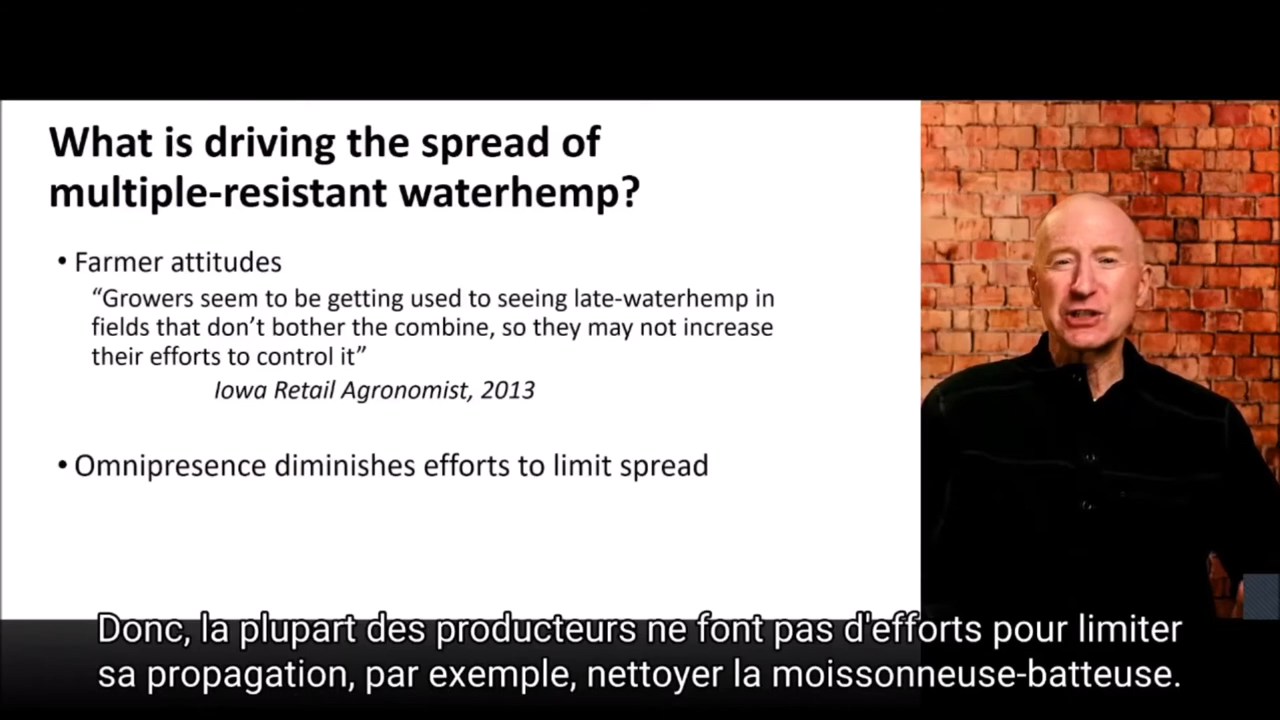 What is driving the spread of
multiple-resistant waterhemp?
• Farmer attitudes
“Growers seem to be getting used to seeing late-waterhemp in
fields that don’t bother the combine, so they may not increase
their efforts to control it”
Iowa Retail Agronomist, 2013
• Omnipresence diminishes efforts to limit spread
Donc, la plupart des producteurs ne font pas d'efforts pour limiter
sa propagation, par exemple, nettoyer la moissonneuse-batteuse.